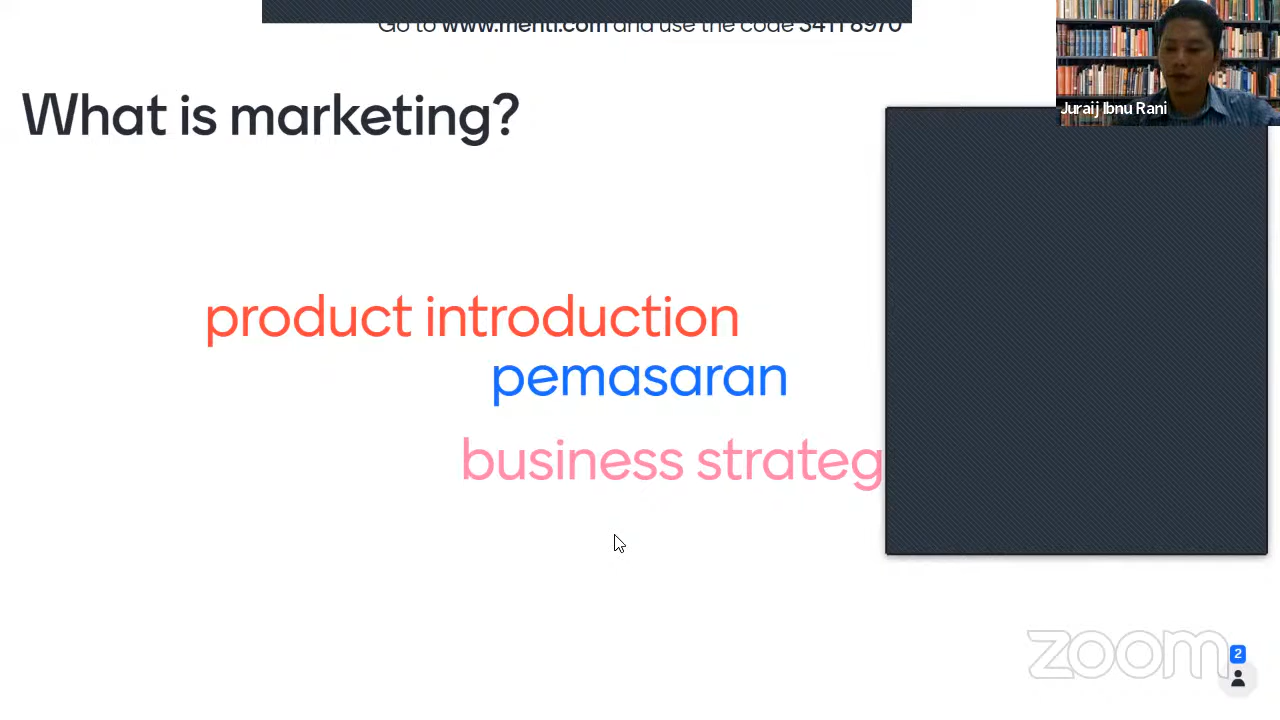 Go to www.menti.com and use the code 3411 8970
Juraij Ibnu Rani
What is marketing?
product introduction
pemasaran
business strateg
zoom
2